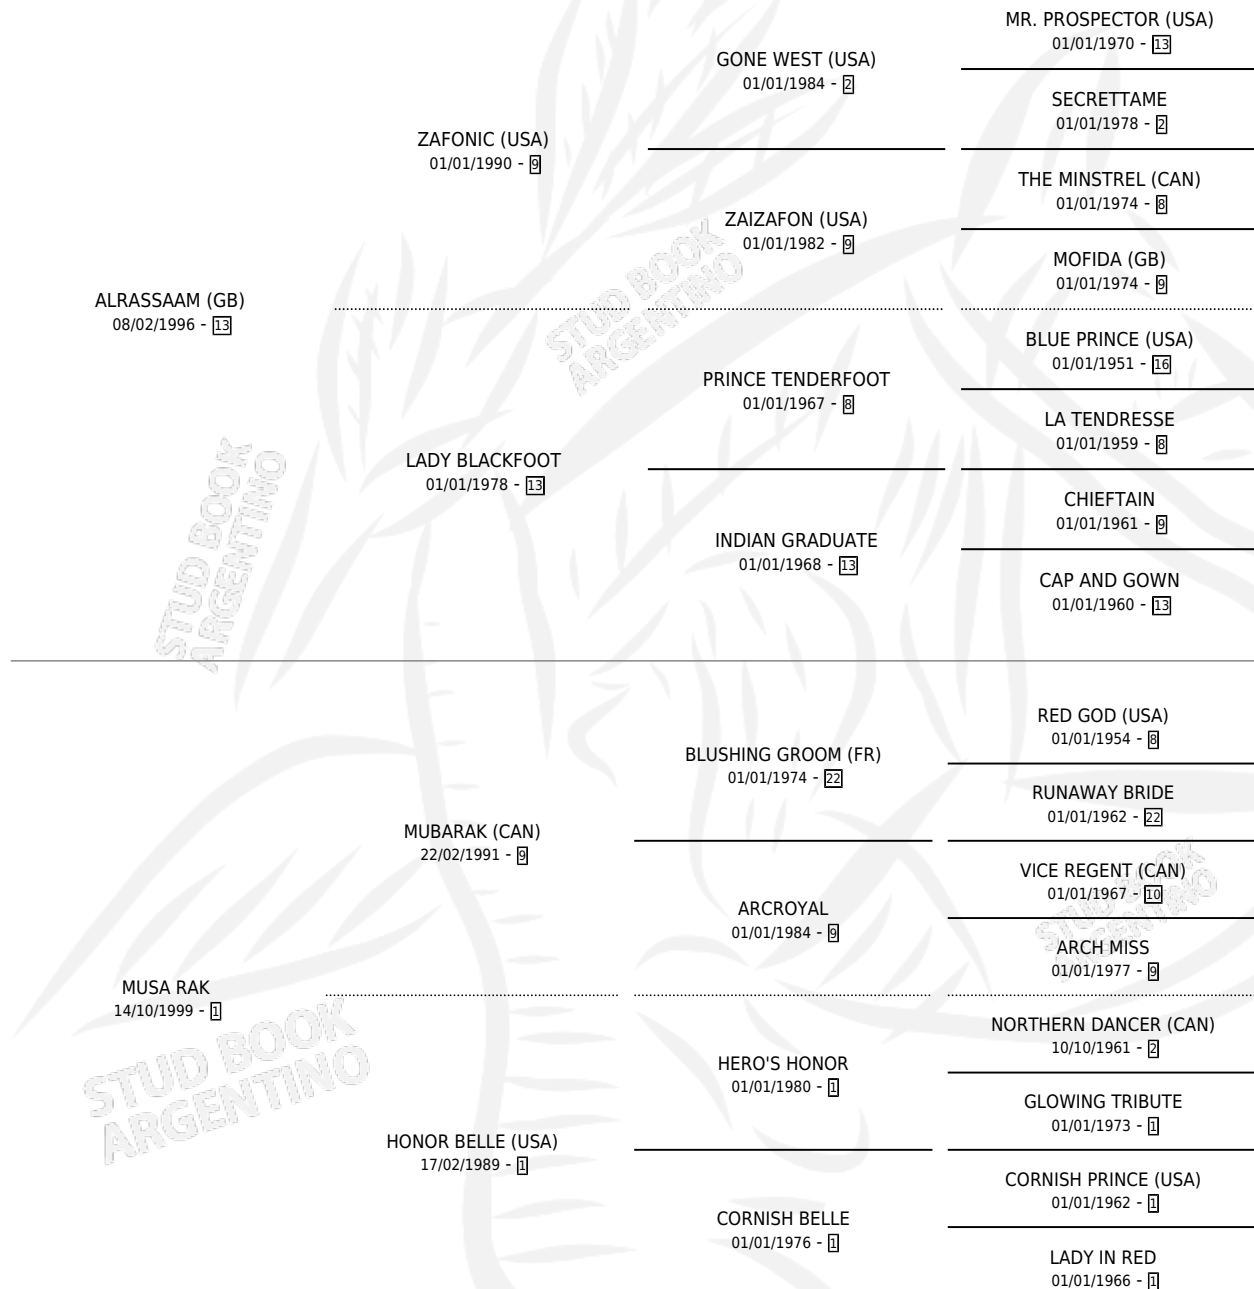 MR. PROSPECTOR (USA)
01/01/1970 - 13
GONE WEST (USA)
01/01/1984 - 2
SECRETTAME
01/01/1978 - 2
ZAFONIC (USA)
01/01/1990 - 9
THE MINSTREL (CAN)
01/01/1974 - 8
ZAIZAFON (USA)
01/01/1982 - 9
MOFIDA (GB)
01/01/1974 - 9
ALRASSAAM (GB)
08/02/1996 - 13
STUD BOOK
ARGENTINO
BLUE PRINCE (USA)
01/01/1951 - 16
PRINCE TENDERFOOT
01/01/1967 - 8
LA TENDRESSE
01/01/1959 - 8
LADY BLACKFOOT
01/01/1978 - 13
CHIEFTAIN
01/01/1961 - 9
INDIAN GRADUATE
01/01/1968 - 13
CAP AND GOWN
01/01/1960 - 13
STUD BOOK
ARGENTINO
RED GOD (USA)
01/01/1954 - 8
BLUSHING GROOM (FR)
01/01/1974 - 22
RUNAWAY BRIDE
01/01/1962 - 22
MUBARAK (CAN)
22/02/1991 - 9
VICE REGENT (CAN)
01/01/1967 - 10
ARCROYAL
01/01/1984 - 9
STUD BOOK
ARGENTINO
ARCH MISS
01/01/1977 - 9
MUSA RAK
14/10/1999 - 1
NORTHERN DANCER (CAN)
10/10/1961 - 2
HERO'S HONOR
01/01/1980 - 1
STUD BOOK
ARGENTINO
GLOWING TRIBUTE
01/01/1973 - 1
HONOR BELLE (USA)
17/02/1989 - 1
CORNISH PRINCE (USA)
01/01/1962 - 1
CORNISH BELLE
01/01/1976 - 1
LADY IN RED
01/01/1966 - 1